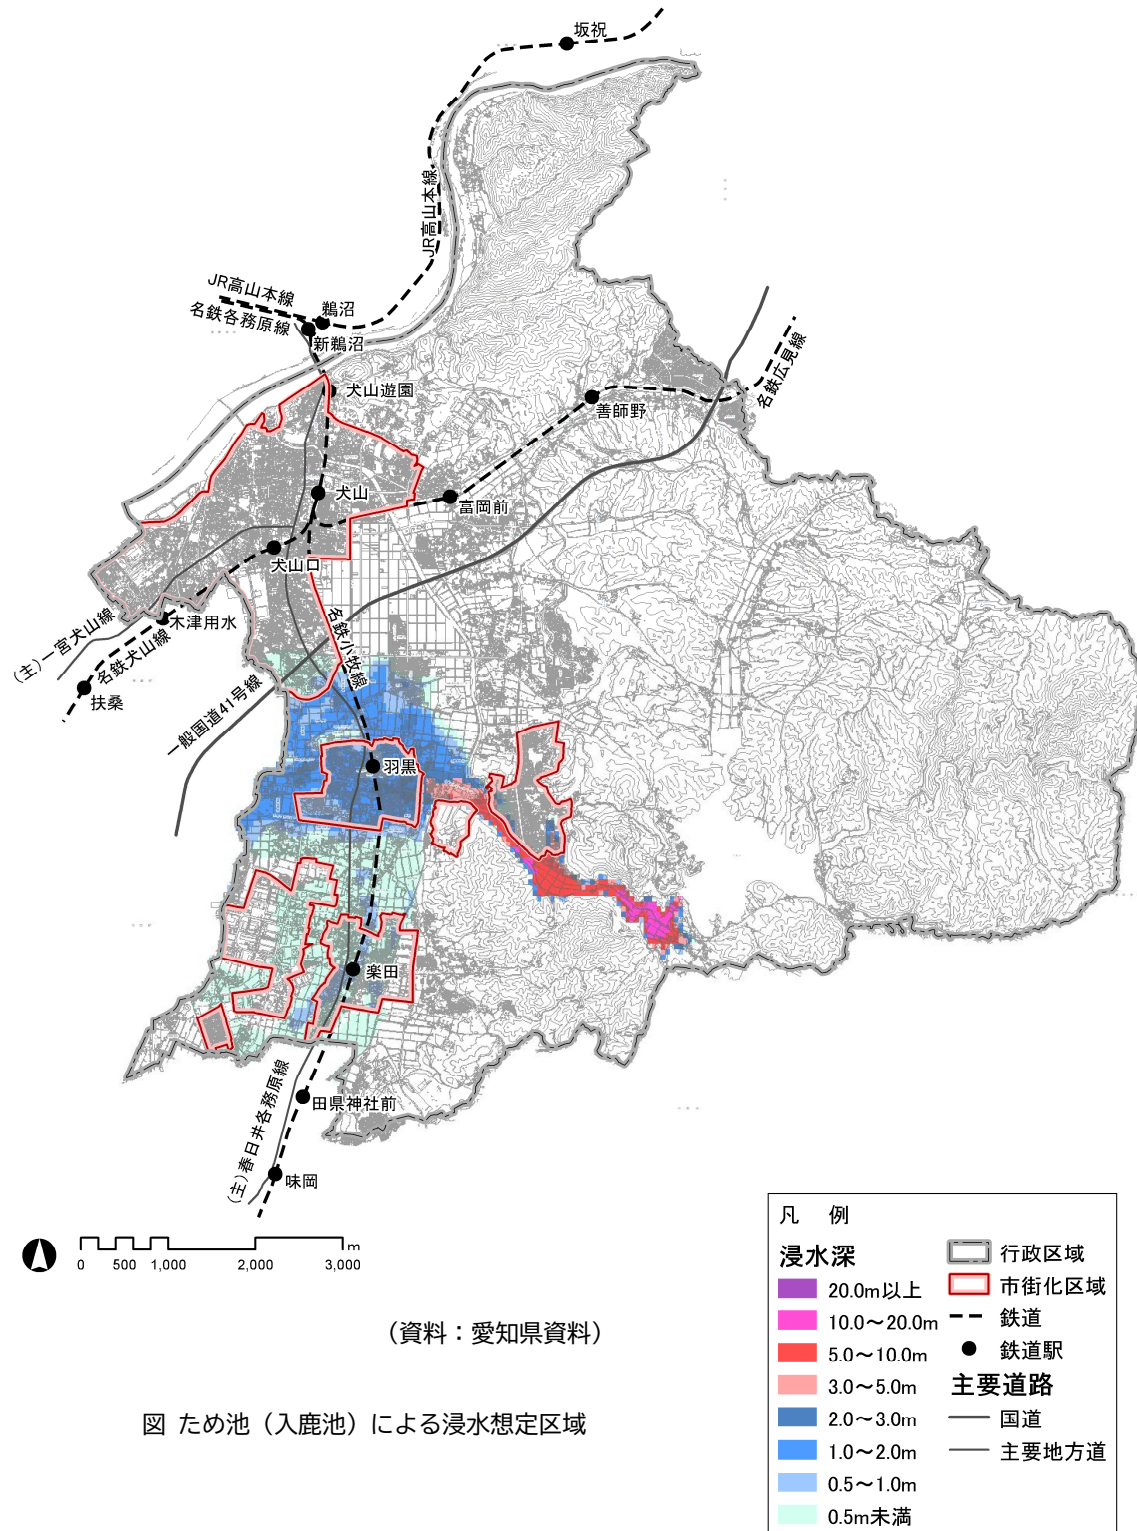 坂祝
JR高山本線
JR高山本線
名鉄各務原線
鵜沼
新鵜沼
犬山遊園
名鉄広見線
善師野
犬山
富岡前
犬山口
木津用水
(主)一宮犬山線
名鉄犬山線
扶桑
名鉄小牧線
一般国道41号線
羽黒
楽田
(主)春日井各務原線
田県神社前
味岡
0 500 1,000 2,000 3,000 m
(資料：愛知県資料)
図 ため池（入鹿池）による浸水想定区域
凡 例
浸水深
20.0m以上
10.0～20.0m
5.0～10.0m
3.0～5.0m
2.0～3.0m
1.0～2.0m
0.5～1.0m
0.5m未満
行政区域
市街化区域
鉄道
鉄道駅
主要道路
国道
主要地方道